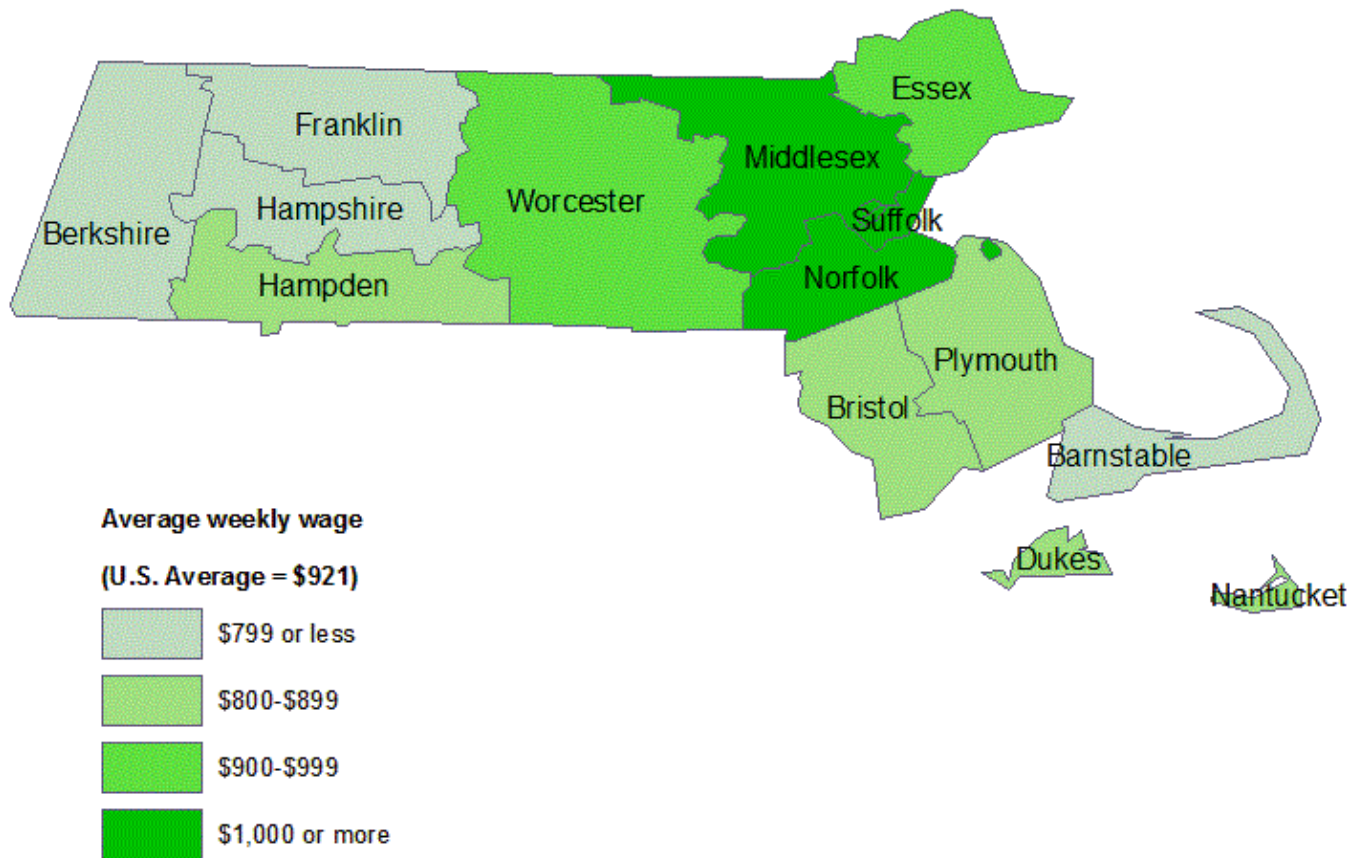 Essex
Franklin
Middlesex
Worcester
Hampshire
Suffolk
Berkshire
Norfolk
Hampden
Plymouth
Bristol
Barnstable
Dukes
Nantucket
Average weekly wage
(U.S. Average = $921)
$799 or less
$800-$899
$900-$999
$1,000 or more